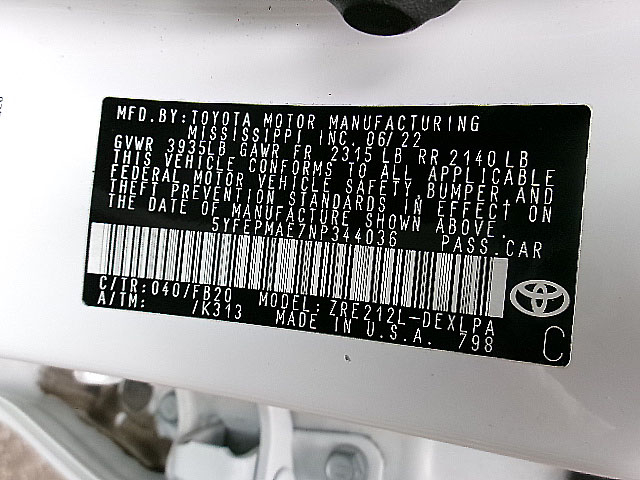 MFD.BY:TOYOTA MOTOR MANUFACTURING
MISSISSIPPI INC. 06/22
GVWR 3935LB GAWR FR 2315 LB RR 2140 LB
THIS VEHICLE CONFORMS TO ALL APPLICABLE
FEDERAL MOTOR VEHICLE SAFETY, BUMPER, AND
THEFT PREVENTION STANDARDS IN EFFECT ON
THE DATE OF MANUFACTURE SHOWN ABOVE.
5YFEPMAE7NP344036 PASS.CAR
C/TR:040/FB20 MODEL:ZRE212L-DEXLPA
A/TM: /K313 MADE IN U.S.A. 798
C